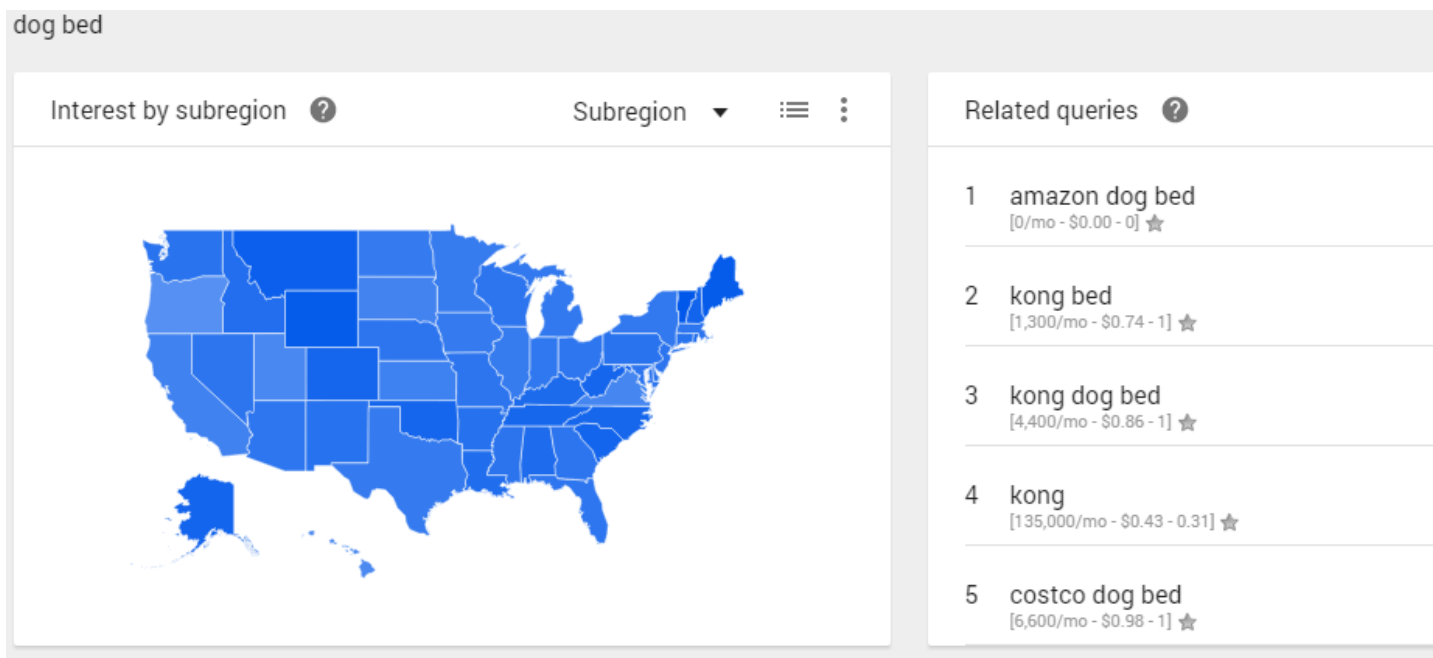 dog bed
Interest by subregion
Subregion
Related queries
1 amazon dog bed
[0/mo - $0.00 - 0]
2 kong bed
[1,300/mo - $0.74 - 1]
3 kong dog bed
[4,400/mo - $0.86 - 1]
4 kong
[135,000/mo - $0.43 - 0.31]
5 costco dog bed
[6,600/mo - $0.98 - 1]